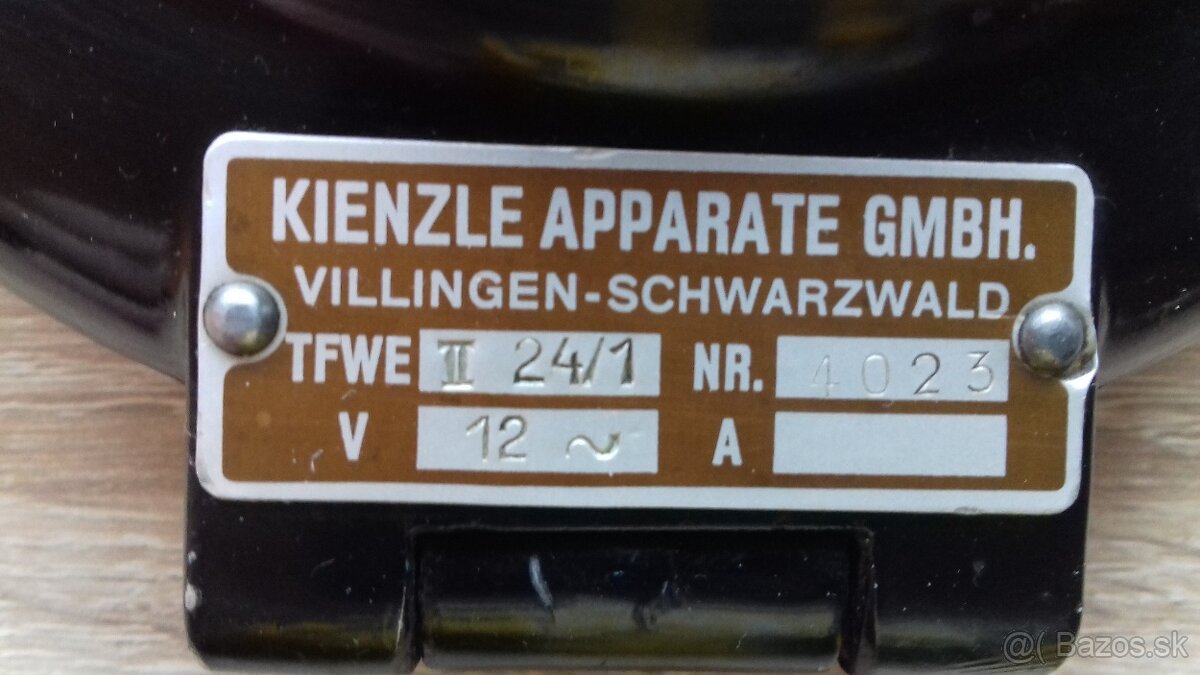 KIENZLE APPARATE GMBH.
VILLINGEN-SCHWARZWALD
TFWE II 24/1 NR. 4023
V 12 ~ A
@( Bazos.sk